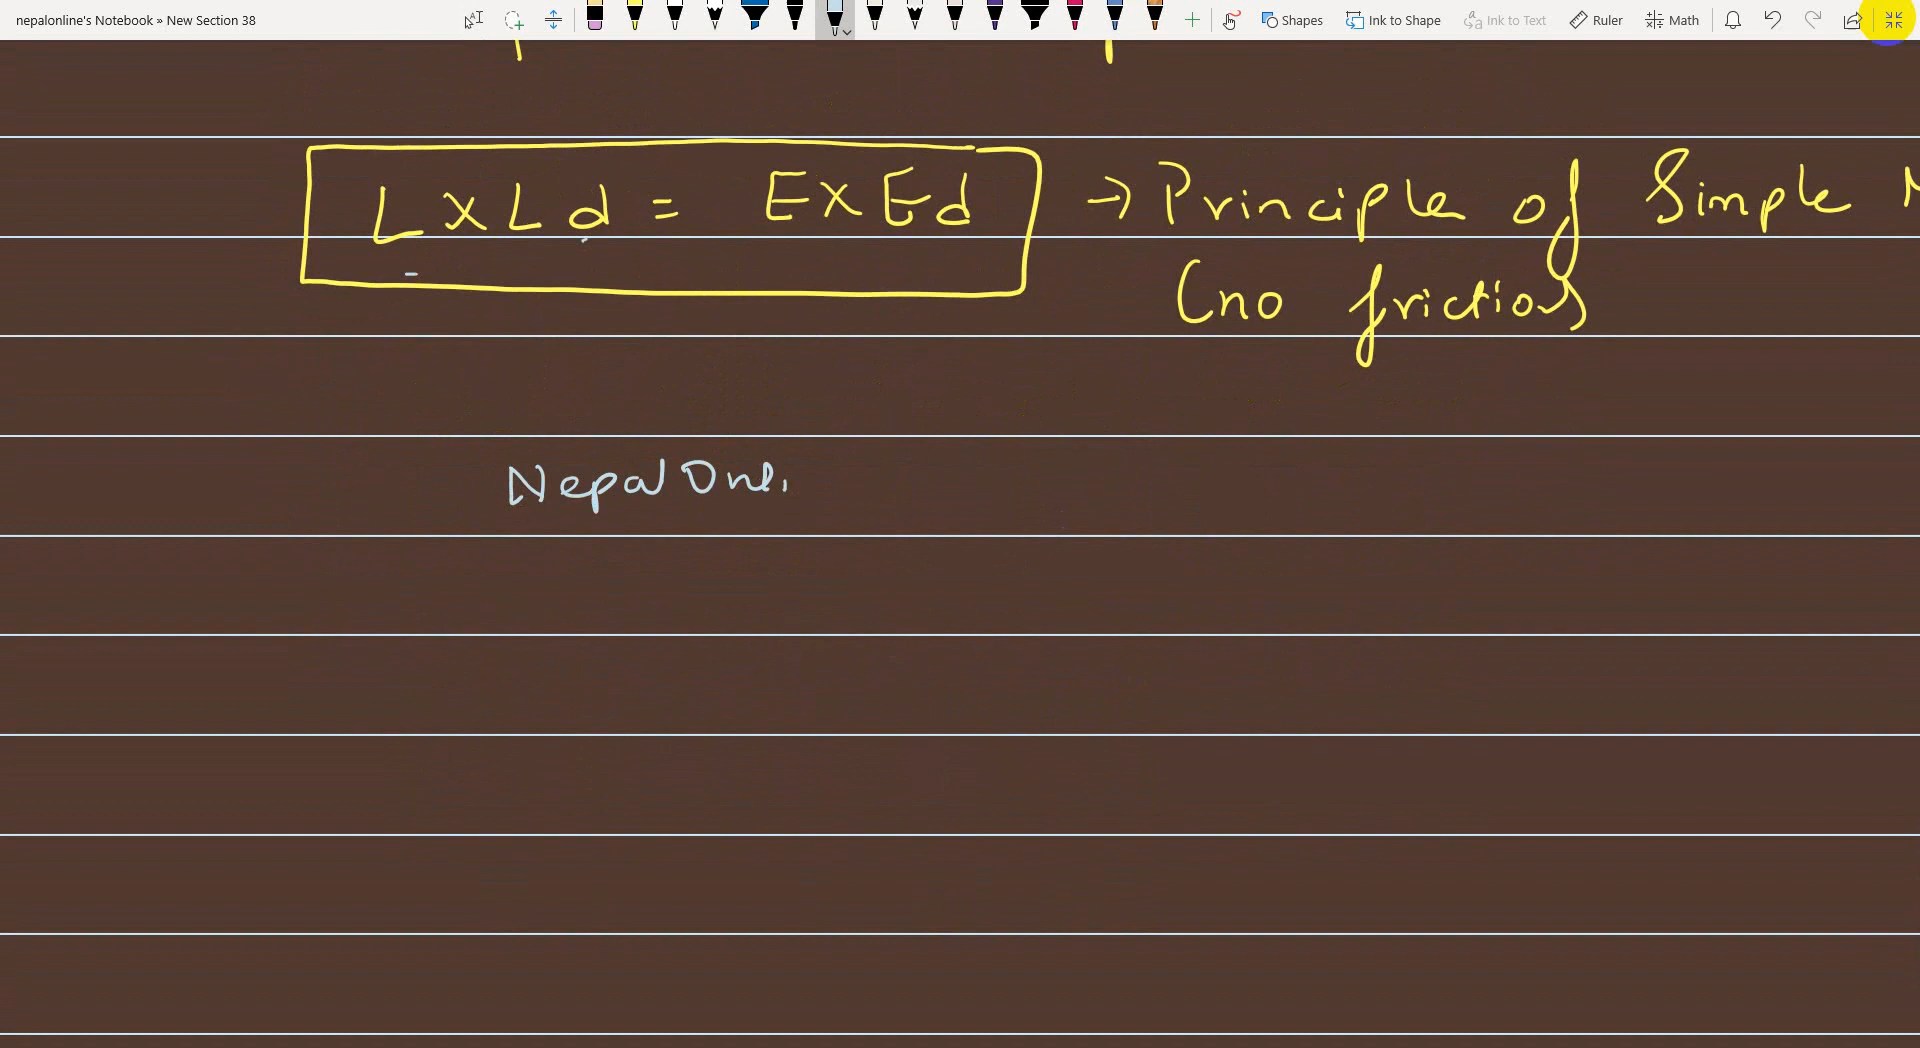 nepalonline's Notebook » New Section 38
Shapes Ink to Shape Ink to Text Ruler Math
L x Ld = E x Ed → Principle of Simple
(no friction)
Nepal Onl